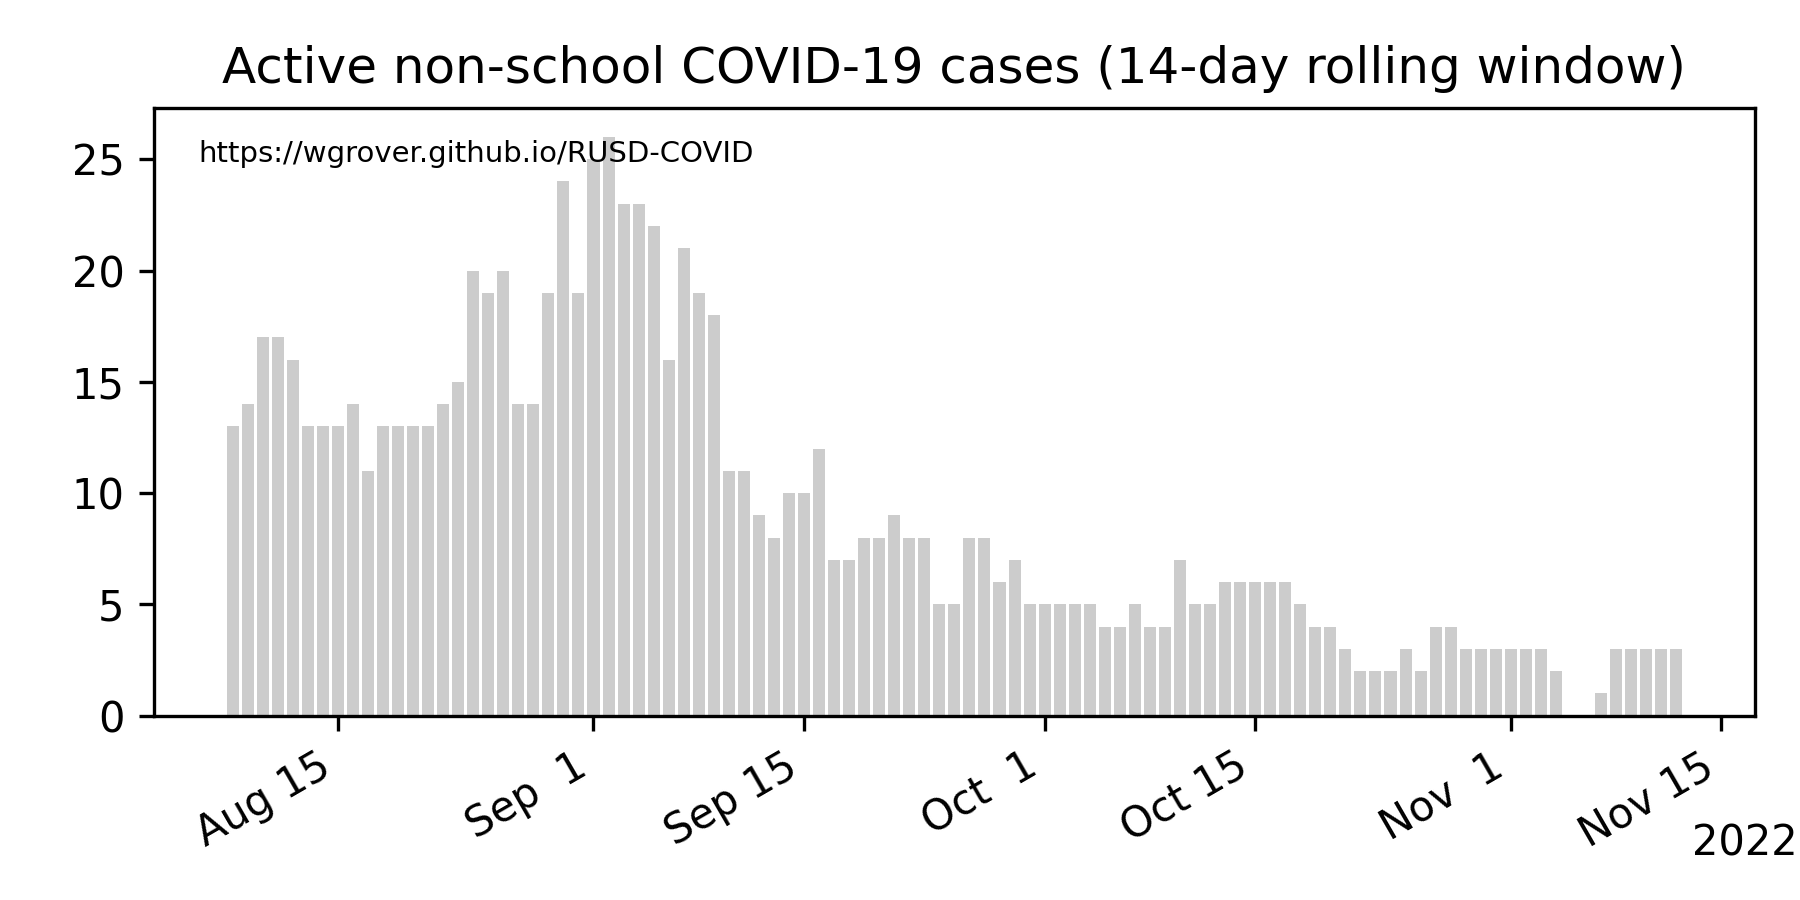 Active non-school COVID-19 cases (14-day rolling window)
https://wgrover.github.io/RUSD-COVID
25
20
15
10
5
0
Aug 15
Sep 1
Sep 15
Oct 1
Oct 15
Nov 1
Nov 15
2022